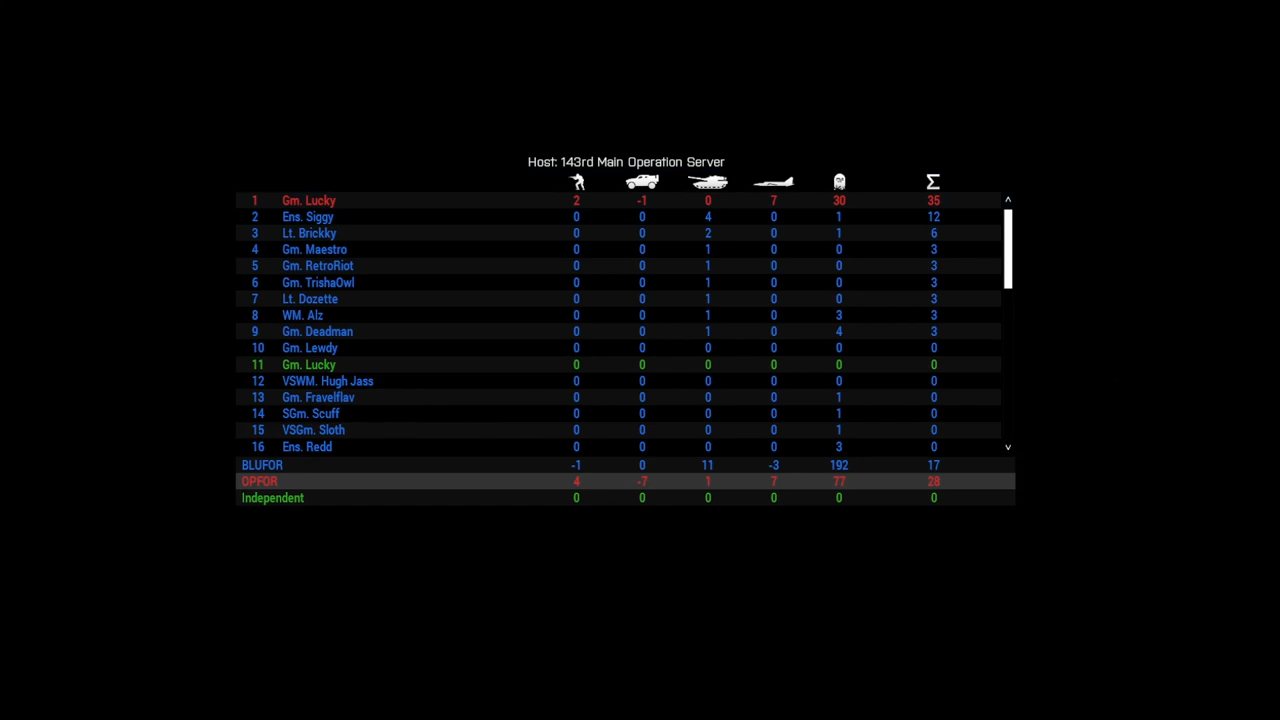 Host: 143rd Main Operation Server
Σ
1 Gm. Lucky 2 -1 0 7 30 35
2 Ens. Siggy 0 0 4 0 1 12
3 Lt. Brickky 0 0 2 0 1 6
4 Gm. Maestro 0 0 1 0 0 3
5 Gm. RetroRiot 0 0 1 0 0 3
6 Gm. TrishaOwl 0 0 1 0 0 3
7 Lt. Dozette 0 0 1 0 0 3
8 WM. Alz 0 0 1 0 3 3
9 Gm. Deadman 0 0 1 0 4 3
10 Gm. Lewdy 0 0 0 0 0 0
11 Gm. Lucky 0 0 0 0 0 0
12 VSWM. Hugh Jass 0 0 0 0 0 0
13 Gm. Fravelflav 0 0 0 0 1 0
14 SGm. Scuff 0 0 0 0 1 0
15 VSGm. Sloth 0 0 0 0 1 0
16 Ens. Redd 0 0 0 0 3 0
BLUFOR -1 0 11 -3 192 17
OPFOR 4 -7 1 7 77 28
Independent 0 0 0 0 0 0